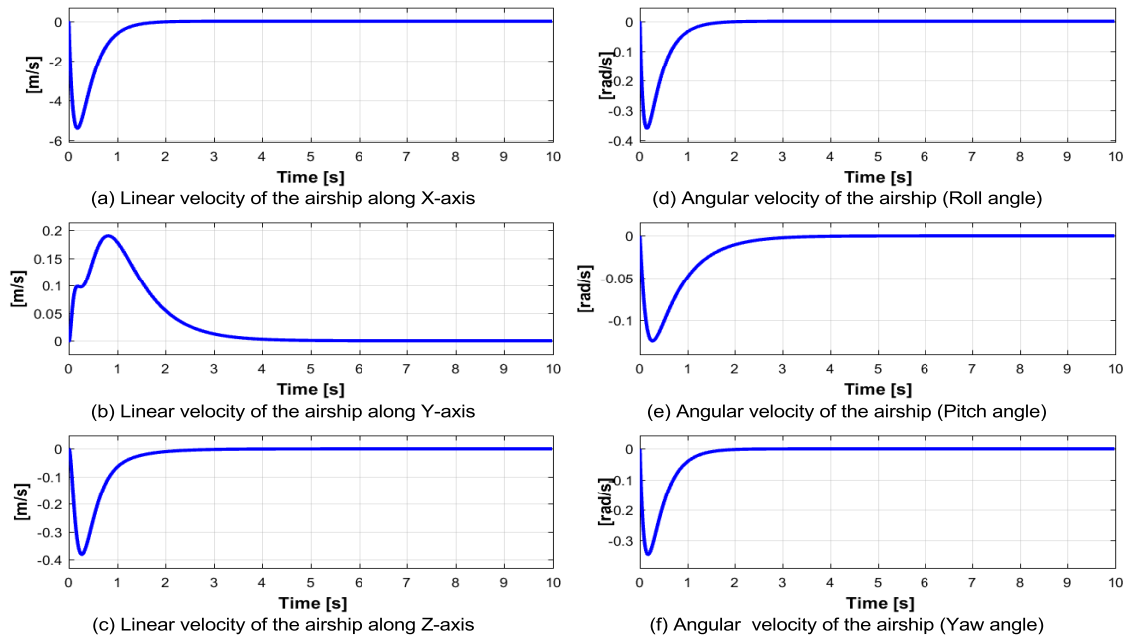 0
-2
-4
-6
[m/s]
0 1 2 3 4 5 6 7 8 9 10
Time [s]
(a) Linear velocity of the airship along X-axis
0
-0.1
-0.2
-0.3
-0.4
[rad/s]
0 1 2 3 4 5 6 7 8 9 10
Time [s]
(d) Angular velocity of the airship (Roll angle)
0.2
0.15
0.1
0.05
0
[m/s]
0 1 2 3 4 5 6 7 8 9 10
Time [s]
(b) Linear velocity of the airship along Y-axis
0
-0.05
-0.1
[rad/s]
0 1 2 3 4 5 6 7 8 9 10
Time [s]
(e) Angular velocity of the airship (Pitch angle)
0
-0.1
-0.2
-0.3
-0.4
[m/s]
0 1 2 3 4 5 6 7 8 9 10
Time [s]
(c) Linear velocity of the airship along Z-axis
0
-0.1
-0.2
-0.3
[rad/s]
0 1 2 3 4 5 6 7 8 9 10
Time [s]
(f) Angular velocity of the airship (Yaw angle)